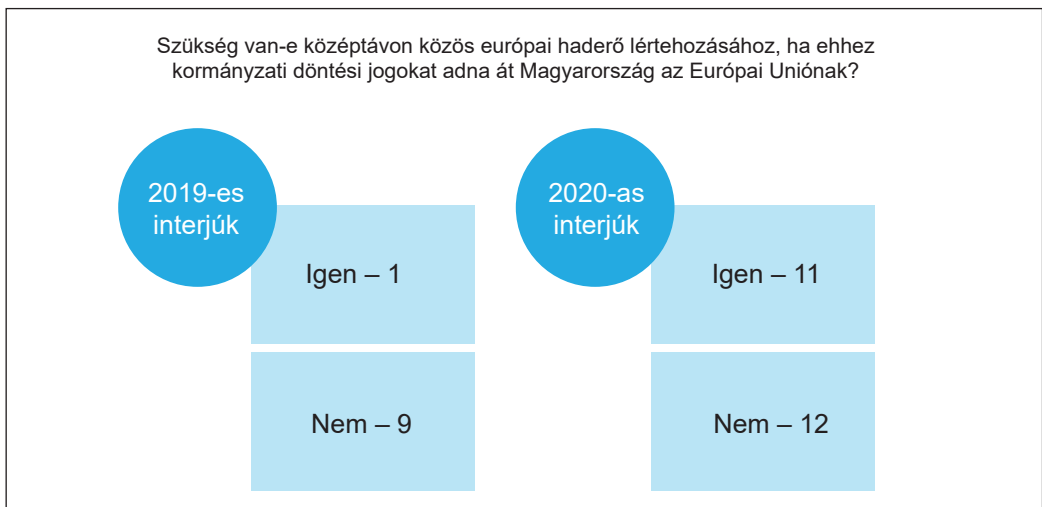 Szükség van-e középtávon közös európai haderő lértehozásához, ha ehhez
kormányzati döntési jogokat adna át Magyarország az Európai Uniónak?
2019-es
interjúk
Igen – 1
Nem – 9
2020-as
interjúk
Igen – 11
Nem – 12